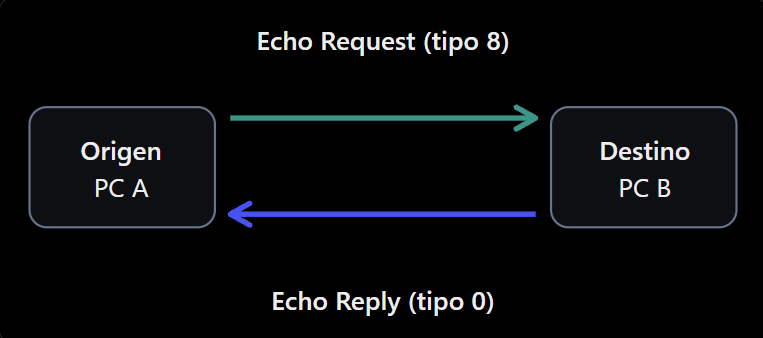 Echo Request (tipo 8)
Origen
PC A
Destino
PC B
Echo Reply (tipo 0)